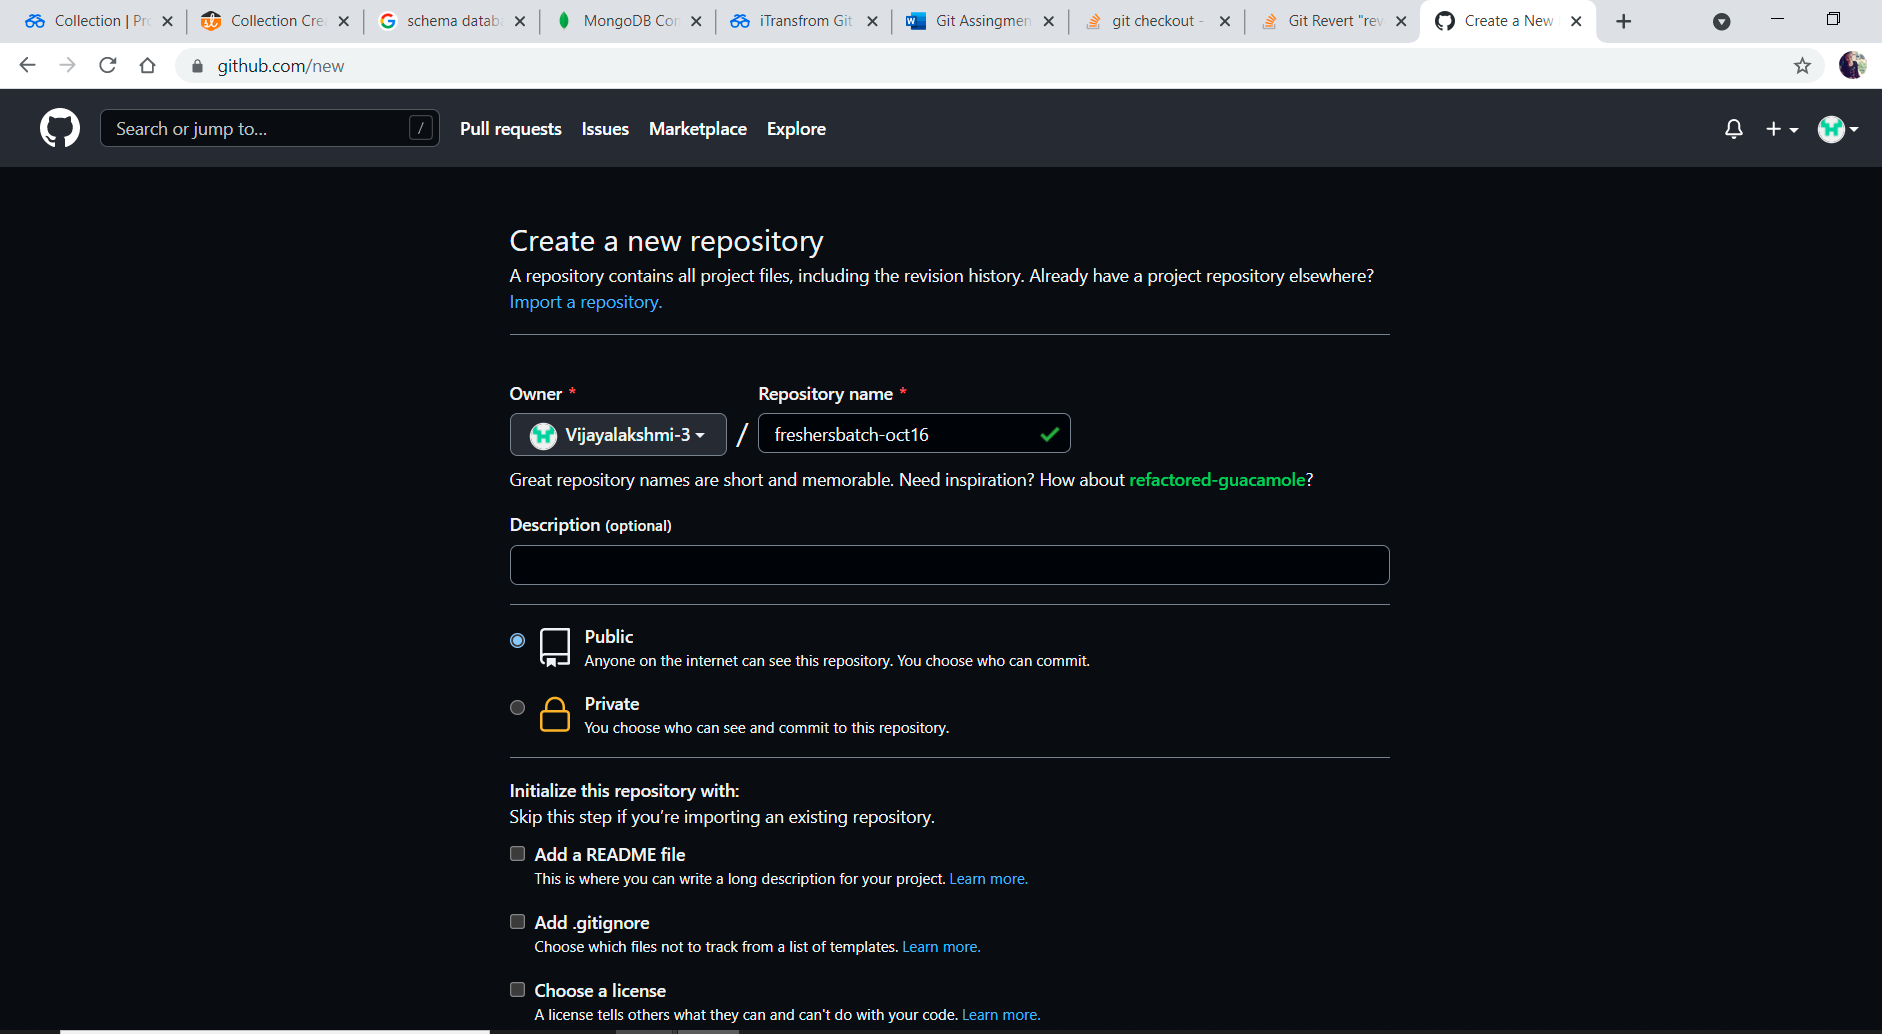 Collection | Pro
Collection Crea
schema databa
MongoDB Com
iTransfrom Git
Git Assingmen
git checkout -
Git Revert "rev
Create a New
github.com/new
Search or jump to...
/
Pull requests
Issues
Marketplace
Explore
Create a new repository
A repository contains all project files, including the revision history. Already have a project repository elsewhere?
Import a repository.
Owner *
Repository name *
Vijayalakshmi-3 / freshersbatch-oct16
Great repository names are short and memorable. Need inspiration? How about refactored-guacamole?
Description (optional)
Public
Anyone on the internet can see this repository. You choose who can commit.
Private
You choose who can see and commit to this repository.
Initialize this repository with:
Skip this step if you’re importing an existing repository.
Add a README file
This is where you can write a long description for your project. Learn more.
Add .gitignore
Choose which files not to track from a list of templates. Learn more.
Choose a license
A license tells others what they can and can't do with your code. Learn more.